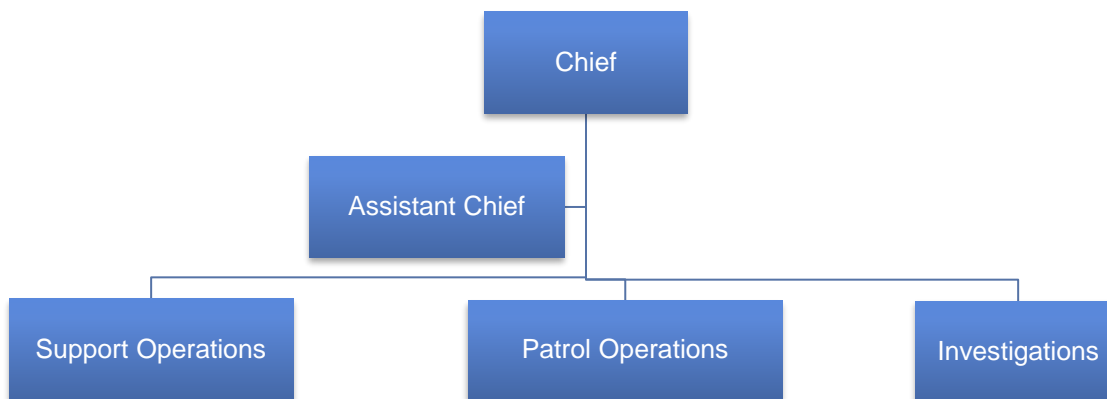 Chief
Assistant Chief
Support Operations
Patrol Operations
Investigations